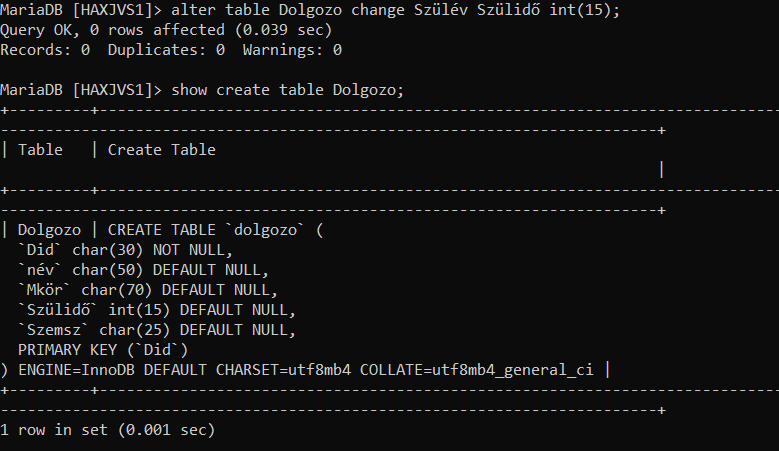 MariaDB [HAXJVS1]> alter table Dolgozo change Szülév Szülidő int(15);
Query OK, 0 rows affected (0.039 sec)
Records: 0  Duplicates: 0  Warnings: 0
MariaDB [HAXJVS1]> show create table Dolgozo;
+---------+----------------------------------------------------------------------------
-------------------------------------------------------------------------+
| Table   | Create Table
|
+---------+----------------------------------------------------------------------------
-------------------------------------------------------------------------+
| Dolgozo | CREATE TABLE `dolgozo` (
  `Did` char(30) NOT NULL,
  `név` char(50) DEFAULT NULL,
  `Mkör` char(70) DEFAULT NULL,
  `Szülidő` int(15) DEFAULT NULL,
  `Szemsz` char(25) DEFAULT NULL,
  PRIMARY KEY (`Did`)
) ENGINE=InnoDB DEFAULT CHARSET=utf8mb4 COLLATE=utf8mb4_general_ci |
+---------+----------------------------------------------------------------------------
-------------------------------------------------------------------------+
1 row in set (0.001 sec)